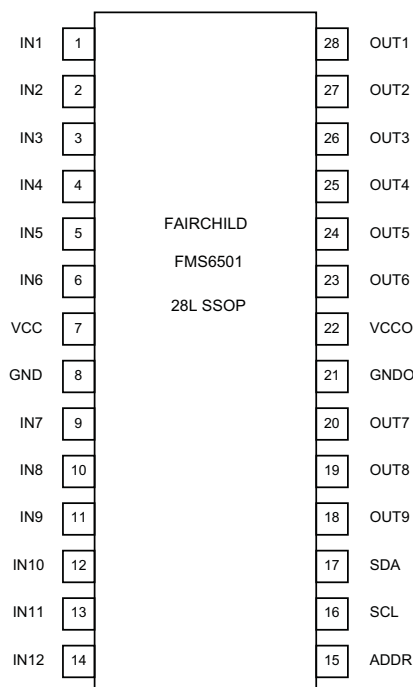 IN1 1 28 OUT1
IN2 2 27 OUT2
IN3 3 26 OUT3
IN4 4 25 OUT4
FAIRCHILD
IN5 5 24 OUT5
FMS6501
IN6 6 23 OUT6
28L SSOP
VCC 7 22 VCCO
GND 8 21 GNDO
IN7 9 20 OUT7
IN8 10 19 OUT8
IN9 11 18 OUT9
IN10 12 17 SDA
IN11 13 16 SCL
IN12 14 15 ADDR